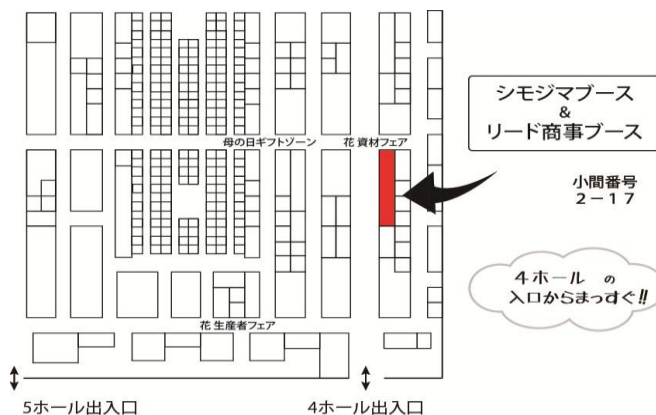 シモジマブース
&
リード商事ブース
母の日ギフトゾーン
花 資材フェア
小間番号
2-17
4ホール の
入口からまっすぐ!!
花 生産者フェア
5ホール出入口
4ホール出入口